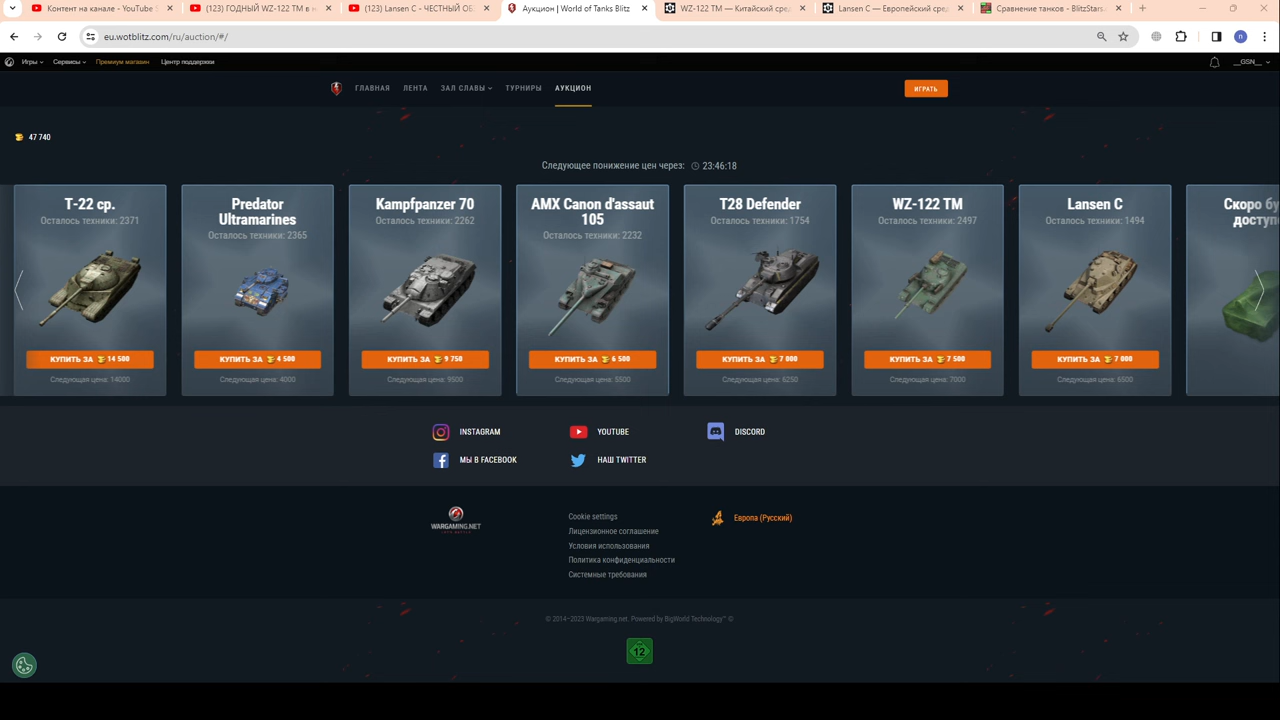 Контент на канале - YouTube S
(123) ГОДНЫЙ WZ-122 TM в н
(123) Lansen C - ЧЕСТНЫЙ ОБ
Аукцион | World of Tanks Blitz
WZ-122 TM — Китайский сред
Lansen C — Европейский сред
Сравнение танков - BlitzStars
eu.wotblitz.com/ru/auction/#/
Игры
Сервисы
Премиум магазин
Центр поддержки
__GSN__
ГЛАВНАЯ
ЛЕНТА
ЗАЛ СЛАВЫ
ТУРНИРЫ
АУКЦИОН
ИГРАТЬ
47 740
Следующее понижение цен через: 23:46:18
Т-22 ср.
Осталось техники: 2371
КУПИТЬ ЗА 14 500
Следующая цена: 14000
Predator
Ultramarines
Осталось техники: 2365
КУПИТЬ ЗА 4 500
Следующая цена: 4000
Kampfpanzer 70
Осталось техники: 2262
КУПИТЬ ЗА 9 750
Следующая цена: 9500
AMX Canon d'assaut
105
Осталось техники: 2232
КУПИТЬ ЗА 6 500
Следующая цена: 5500
T28 Defender
Осталось техники: 1754
КУПИТЬ ЗА 7 000
Следующая цена: 6250
WZ-122 TM
Осталось техники: 2497
КУПИТЬ ЗА 7 500
Следующая цена: 7000
Lansen C
Осталось техники: 1494
КУПИТЬ ЗА 7 000
Следующая цена: 6500
Скоро бу
доступ
INSTAGRAM
YOUTUBE
DISCORD
МЫ В FACEBOOK
НАШ TWITTER
WARGAMING.NET
Cookie settings
Лицензионное соглашение
Условия использования
Политика конфиденциальности
Системные требования
Европа (Русский)
© 2014–2023 Wargaming.net. Powered by BigWorld Technology™ ©
12